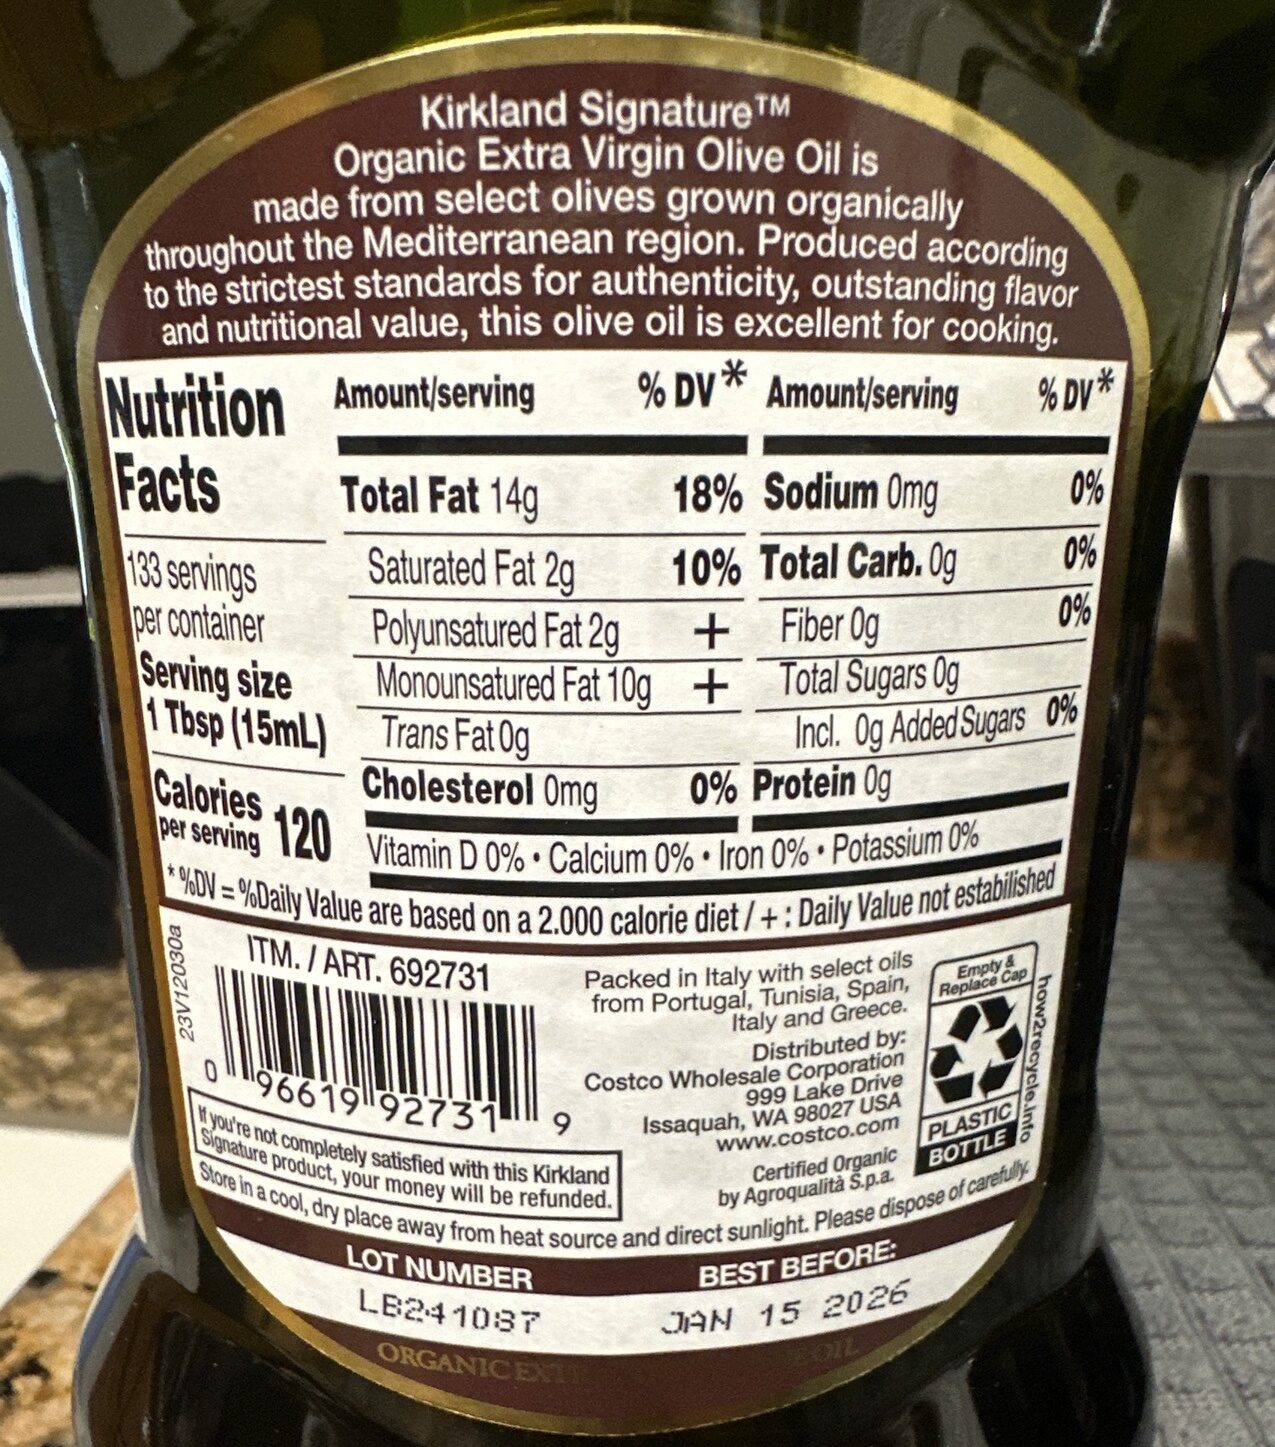 Kirkland Signature™
Organic Extra Virgin Olive Oil is
made from select olives grown organically
throughout the Mediterranean region. Produced according
to the strictest standards for authenticity, outstanding flavor
and nutritional value, this olive oil is excellent for cooking.
Nutrition
Facts
133 servings
per container
Serving size
1 Tbsp (15mL)
Calories
per serving 120
Amount/serving % DV*
Total Fat 14g 18%
Saturated Fat 2g 10%
Polyunsatured Fat 2g +
Monounsatured Fat 10g +
Trans Fat 0g
Cholesterol 0mg 0%
Amount/serving % DV*
Sodium 0mg 0%
Total Carb. 0g 0%
Fiber 0g 0%
Total Sugars 0g
Incl. 0g Added Sugars 0%
Protein 0g
Vitamin D 0% • Calcium 0% • Iron 0% • Potassium 0%
* %DV = %Daily Value are based on a 2.000 calorie diet / + : Daily Value not estabilished
23V12030a
ITM. / ART. 692731
0 96619 92731 9
If you're not completely satisfied with this Kirkland
Signature product, your money will be refunded.
Packed in Italy with select oils
from Portugal, Tunisia, Spain,
Italy and Greece.
Distributed by:
Costco Wholesale Corporation
999 Lake Drive
Issaquah, WA 98027 USA
www.costco.com
Certified Organic
by Agroqualità S.p.a.
Empty &
Replace Cap
PLASTIC
BOTTLE
how2recycle.info
Store in a cool, dry place away from heat source and direct sunlight. Please dispose of carefully.
LOT NUMBER
LB241087
BEST BEFORE:
JAN 15 2026
ORGANIC OIL